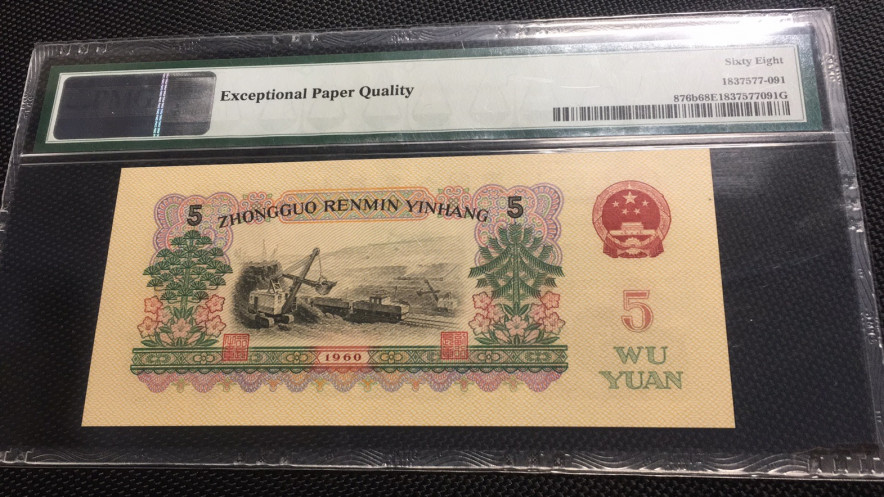 Exceptional Paper Quality
Sixty Eight
1837577-091
876b68E1837577091G
5 ZHONGGUO RENMIN YINHANG 5
1960
5
WU
YUAN